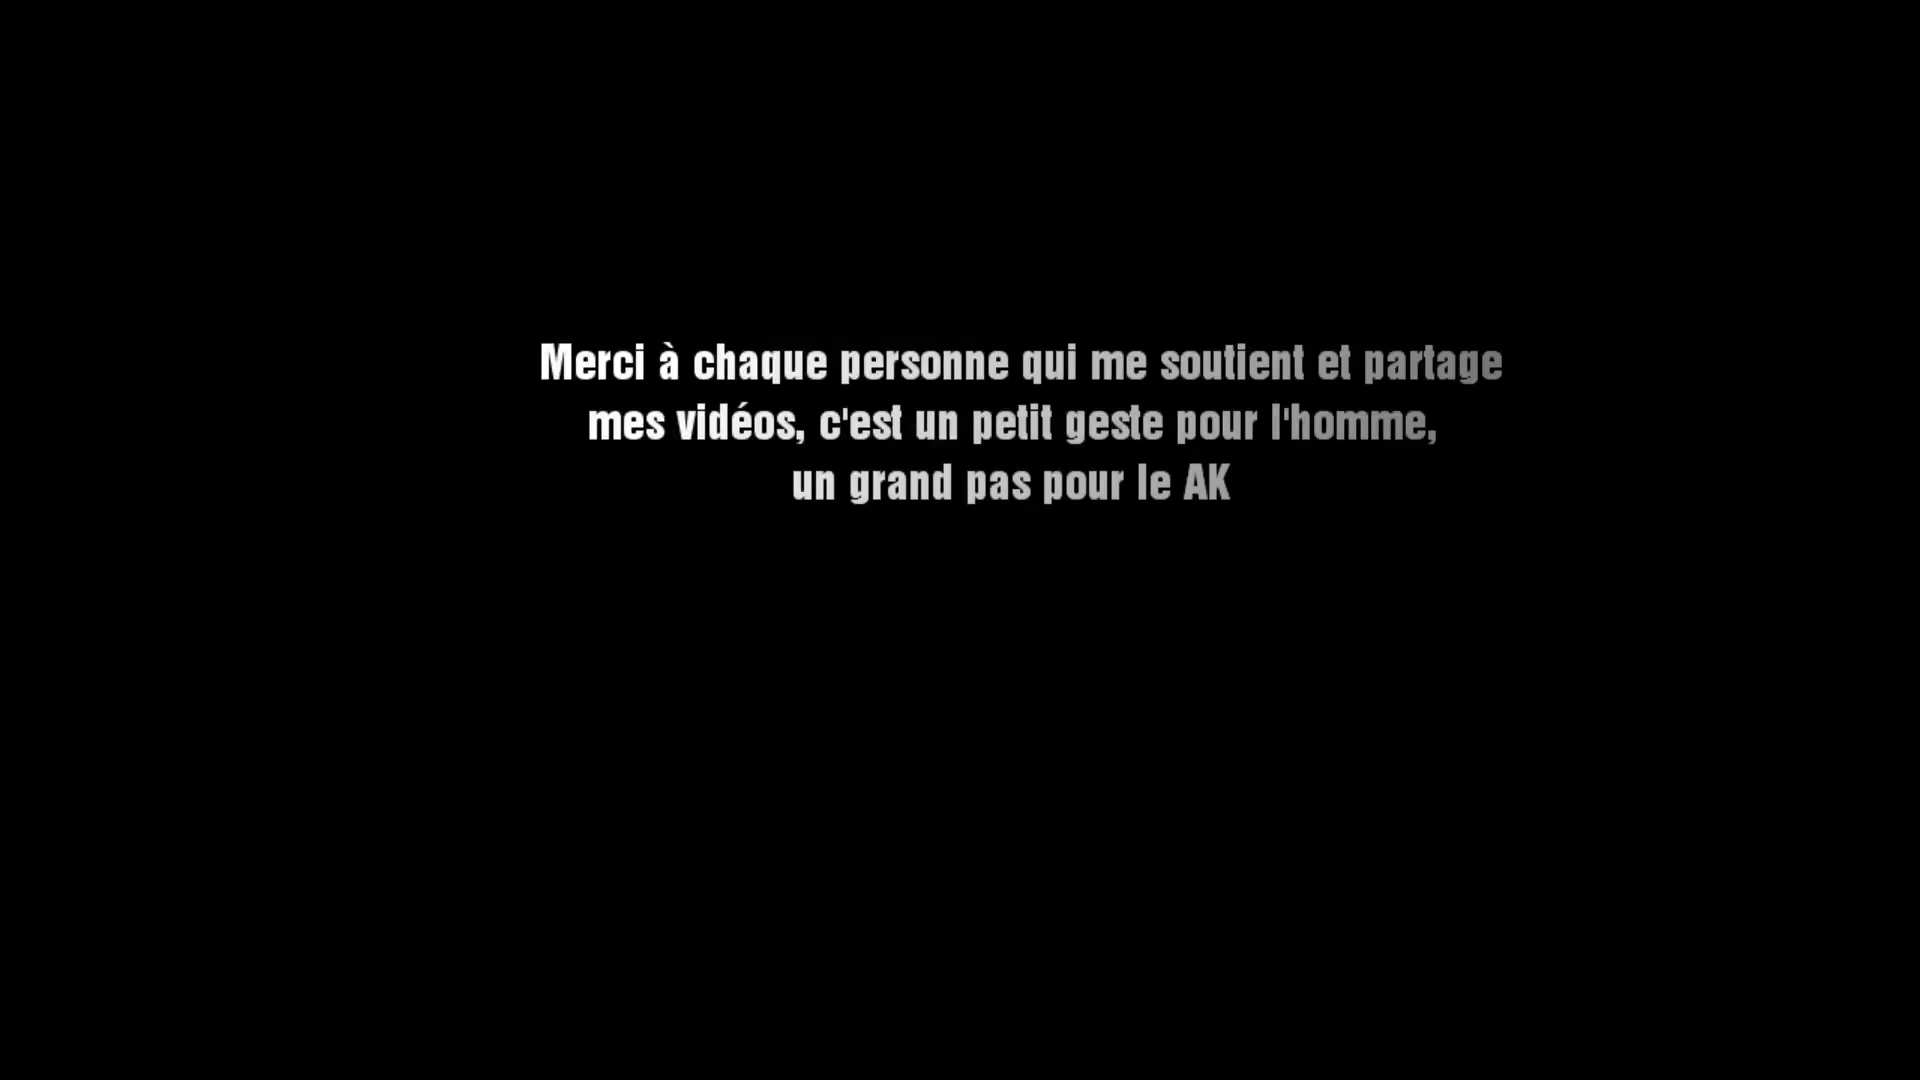 Merci à chaque personne qui me soutient et partage
mes vidéos, c'est un petit geste pour l'homme,
un grand pas pour le AK